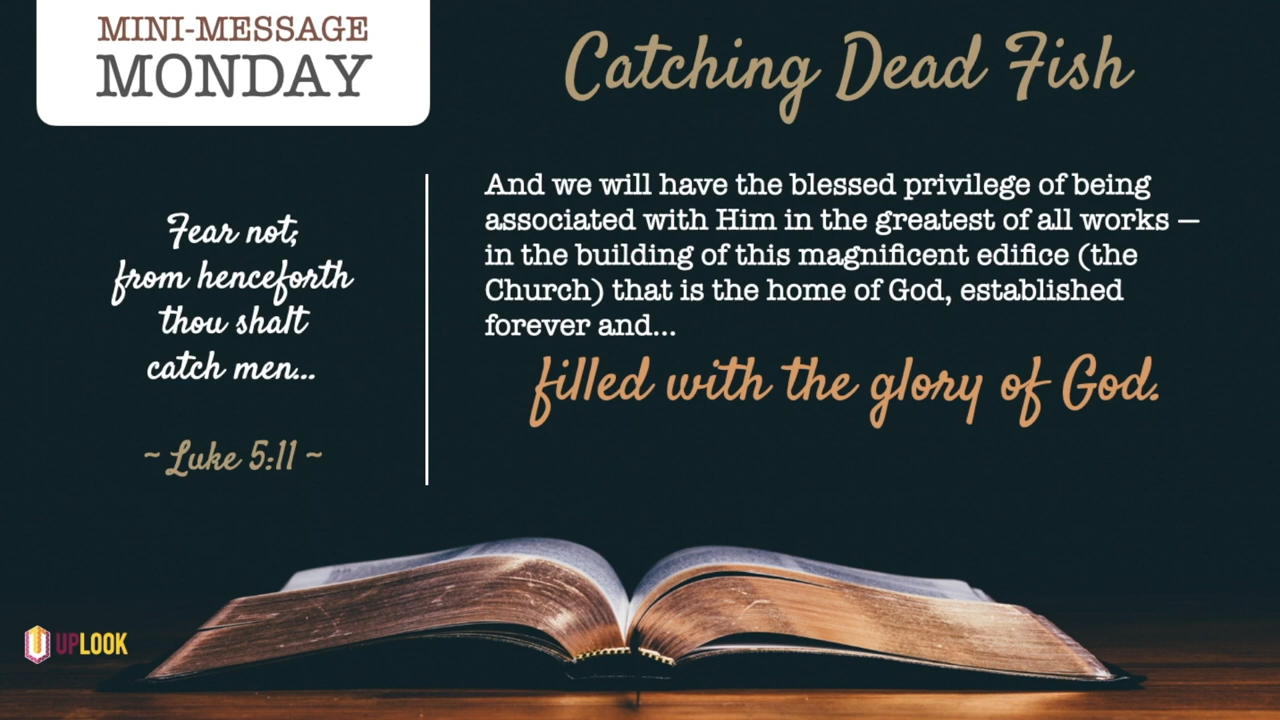 MINI-MESSAGE
MONDAY
Catching Dead Fish
Fear not;
from henceforth
thou shalt
catch men...
~ Luke 5:11 ~
And we will have the blessed privilege of being
associated with Him in the greatest of all works —
in the building of this magnificent edifice (the
Church) that is the home of God, established
forever and...
filled with the glory of God.
UPLOOK